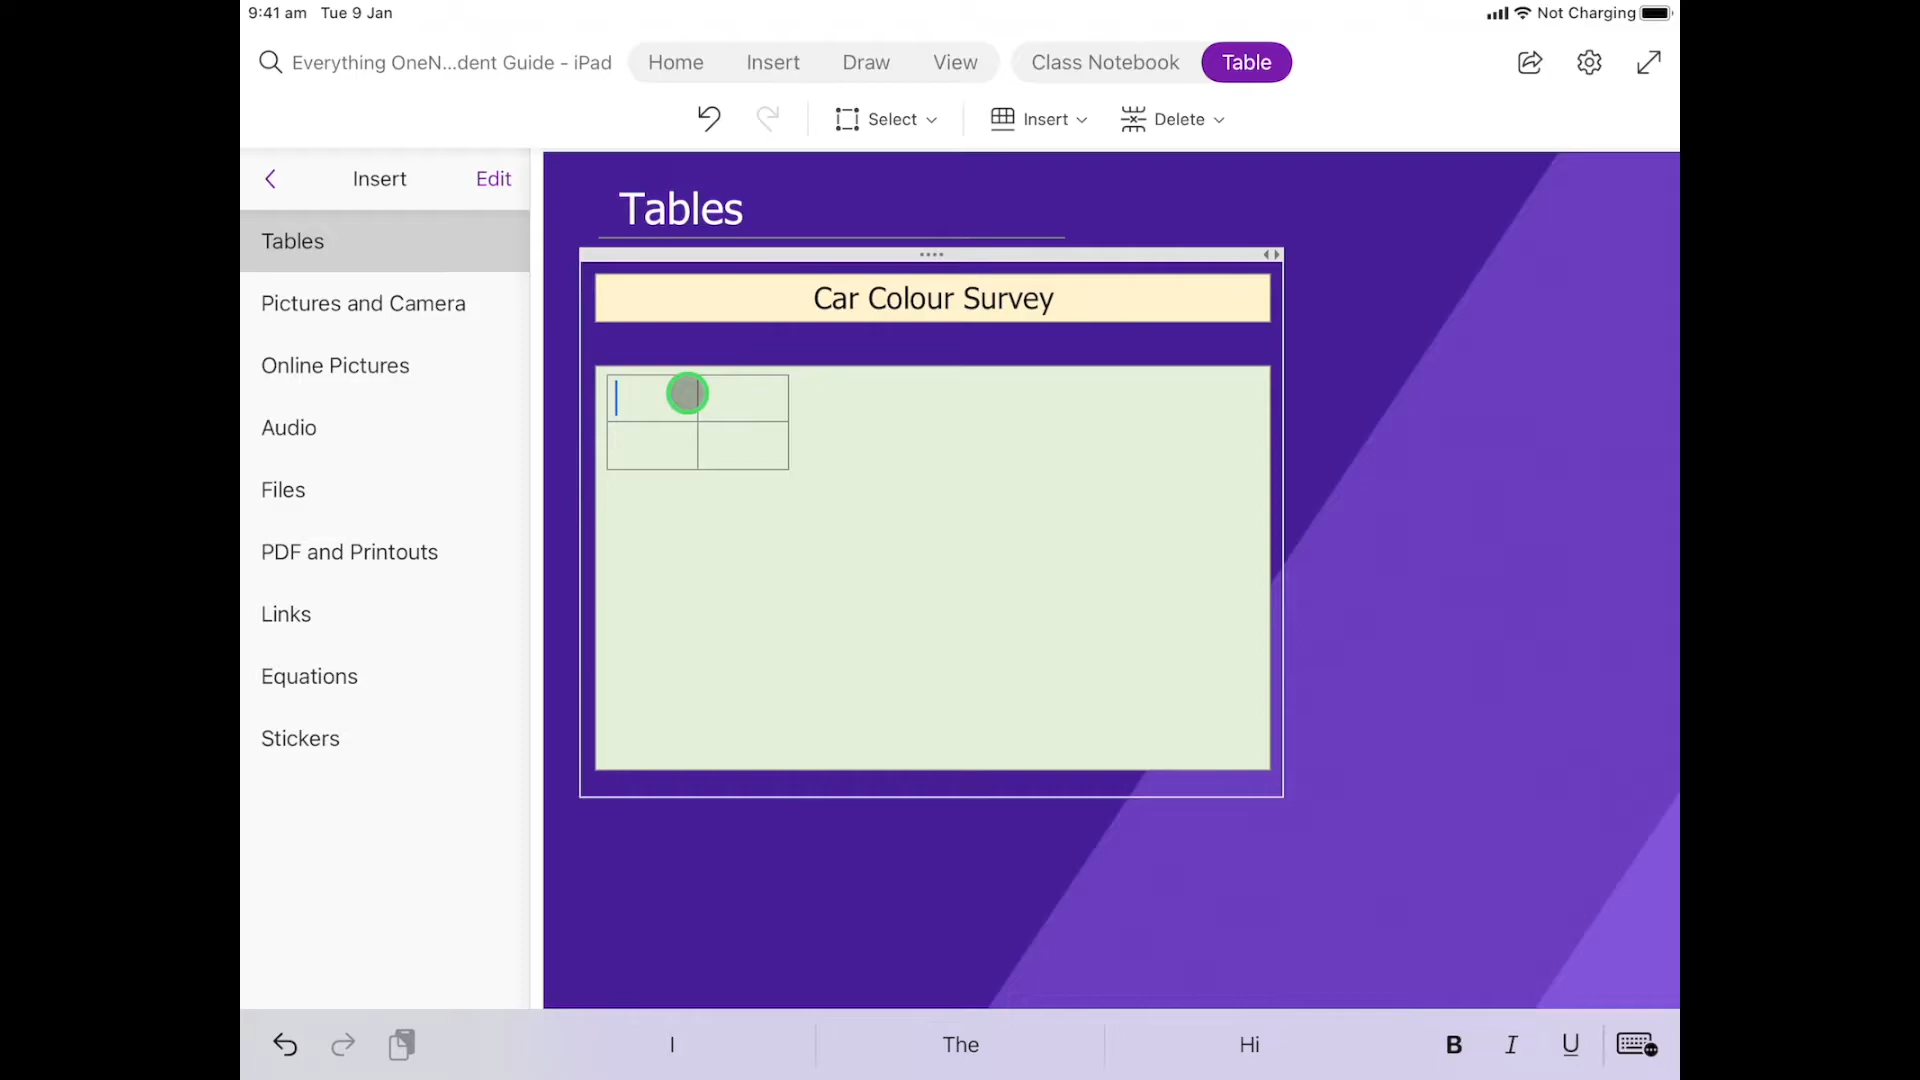 9:41 am Tue 9 Jan
Not Charging
Everything OneN...dent Guide - iPad
Home
Insert
Draw
View
Class Notebook
Table
Select
Insert
Delete
Insert
Edit
Tables
Pictures and Camera
Online Pictures
Audio
Files
PDF and Printouts
Links
Equations
Stickers
Tables
Car Colour Survey
I
The
Hi
B
I
U